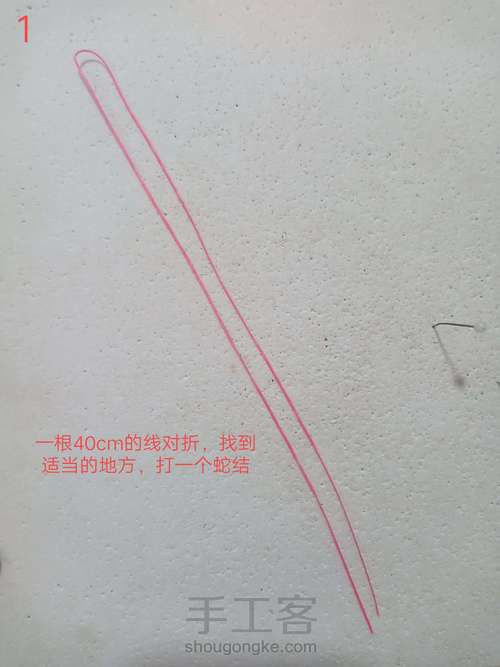 1
一根40cm的线对折，找到
适当的地方，打一个蛇结
手工客
shougongke.com